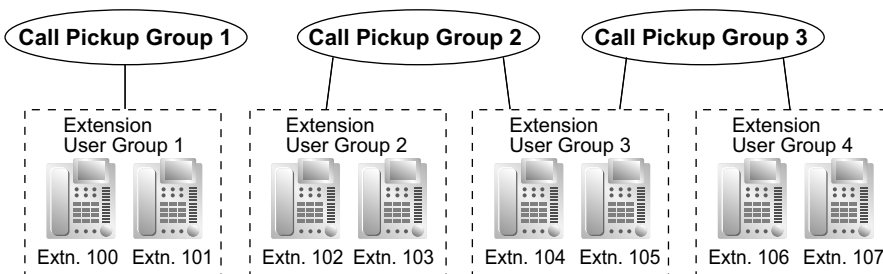 Call Pickup Group 1
Call Pickup Group 2
Call Pickup Group 3
Extension
User Group 1
Extension
User Group 2
Extension
User Group 3
Extension
User Group 4
Extn. 100 Extn. 101
Extn. 102 Extn. 103
Extn. 104 Extn. 105
Extn. 106 Extn. 107